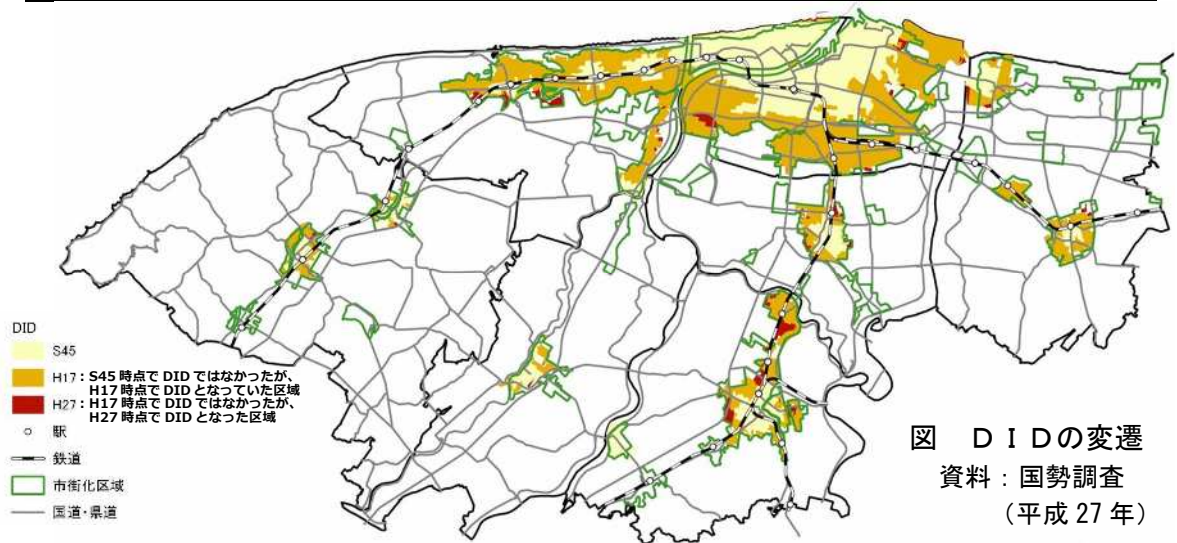 DID
S45
H17：S45 時点で DID ではなかったが、
H17 時点で DID となっていた区域
H27：H17 時点で DID ではなかったが、
H27 時点で DID となった区域
駅
鉄道
市街化区域
国道・県道
図　ＤＩＤの変遷
資料：国勢調査
（平成 27 年）